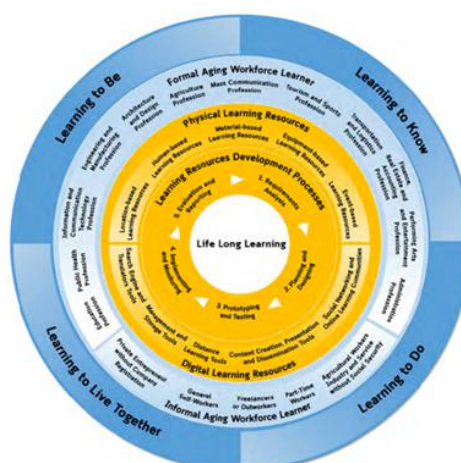 Learning to Be
Learning to Know
Learning to Do
Learning to Live Together
Formal Aging Workforce Learner
Public Health
Profession
Education
Profession
Information and
Communication
Technology
Profession
Engineering and
Manufacturing
Profession
Architecture
and Design
Profession
Agriculture
Profession
Mass Communication
Profession
Tourism and Sports
Profession
Transportation
and Logistics
Profession
Finance,
Real Estate and
Accounting
Profession
Performing Arts
and Entertainment
Profession
Administration
Profession
Informal Aging Workforce Learner
Private Entrepreneur
without Company
Registration
General
Self-Workers
Freelancers
or Outworkers
Part-Time
Workers
Agricultural Workers
Industry and Service
without Social Security
Physical Learning Resources
Location-based
Learning Resources
Human-based
Learning Resources
Material-based
Learning Resources
Equipment-based
Learning Resources
Event-based
Learning Resources
Digital Learning Resources
Search Engine and
Translators Tools
Management and
Storage Tools
Distance
Learning Tools
Content Creation, Presentation
and Dissemination Tools
Social Networking and
Online Learning Communities
Learning Resources Development Processes
1. Requirements
Analysis
2. Planning and
Designing
3. Prototyping
and Testing
4. Implementing
and Monitoring
5. Evaluation and
Reporting
Life Long Learning